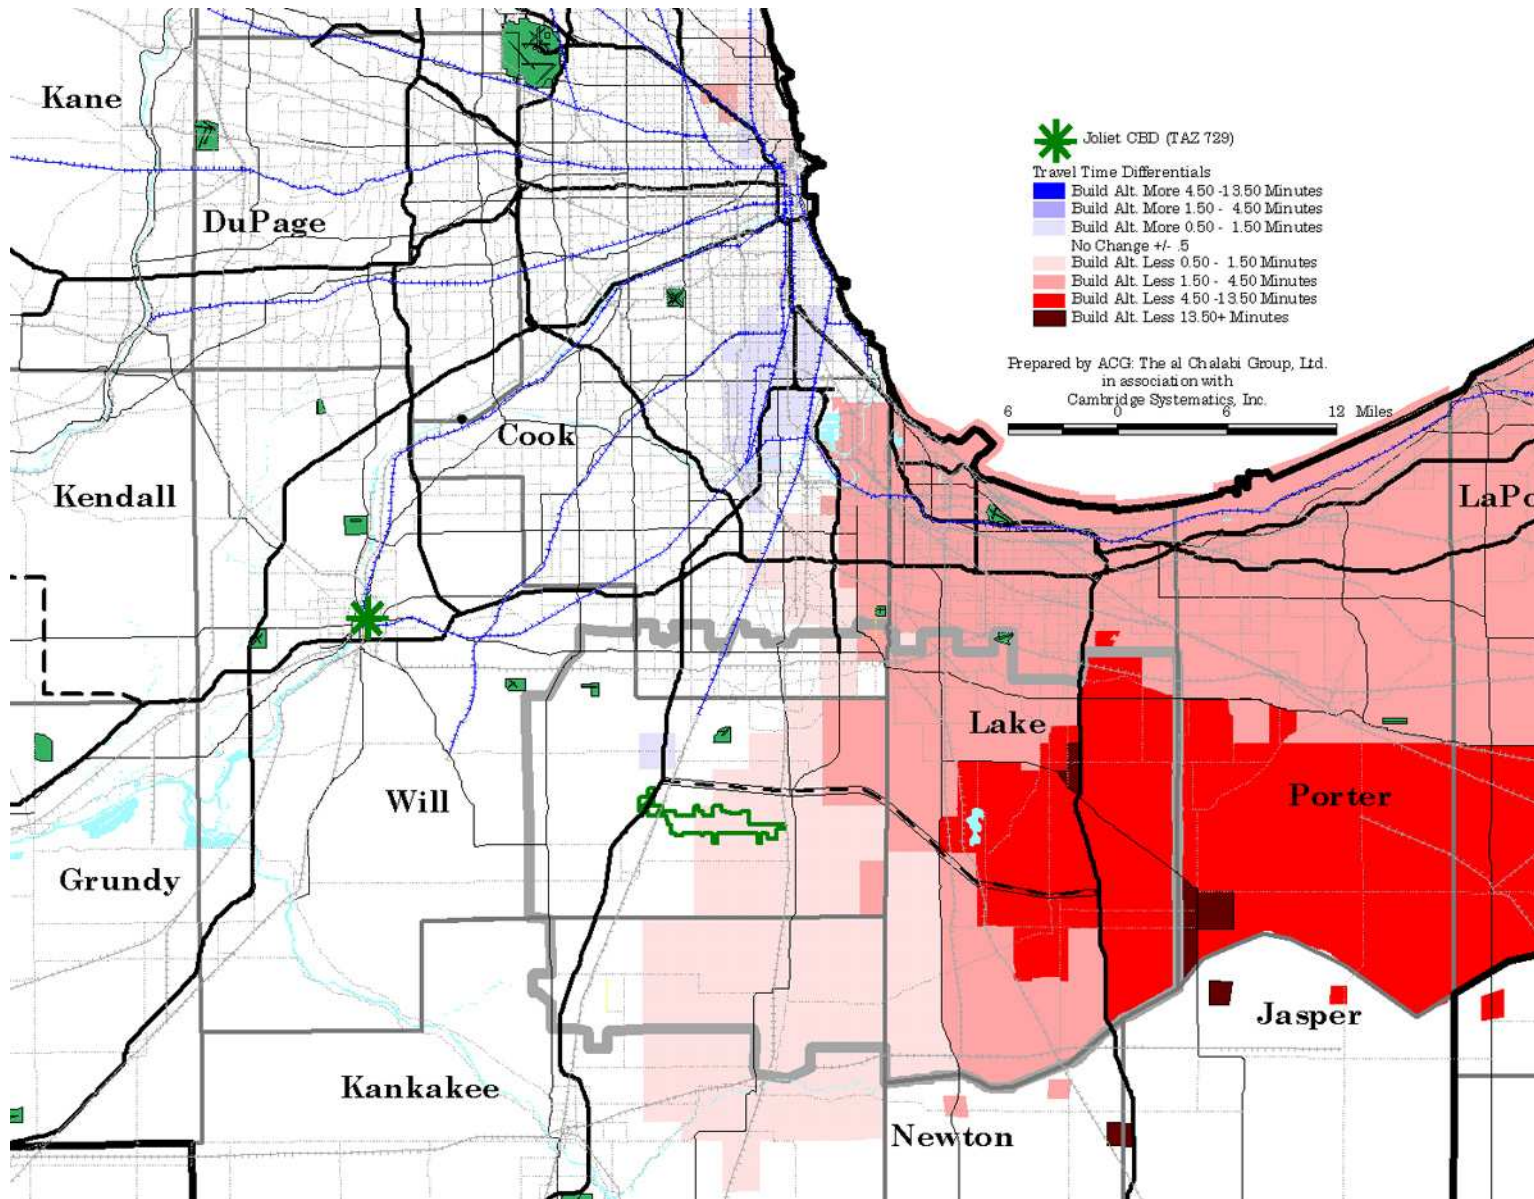 Kane
DuPage
Cook
Kendall
Will
Grundy
Kankakee
Lake
Porter
LaPo
Jasper
Newton
Joliet CBD (TAZ 729)
Travel Time Differentials
Build Alt. More 4.50 -13.50 Minutes
Build Alt. More 1.50 - 4.50 Minutes
Build Alt. More 0.50 - 1.50 Minutes
No Change +/- .5
Build Alt. Less 0.50 - 1.50 Minutes
Build Alt. Less 1.50 - 4.50 Minutes
Build Alt. Less 4.50 -13.50 Minutes
Build Alt. Less 13.50+ Minutes
Prepared by ACG: The al Chalabi Group, Ltd.
in association with
Cambridge Systematics, Inc.
6 0 6 12 Miles